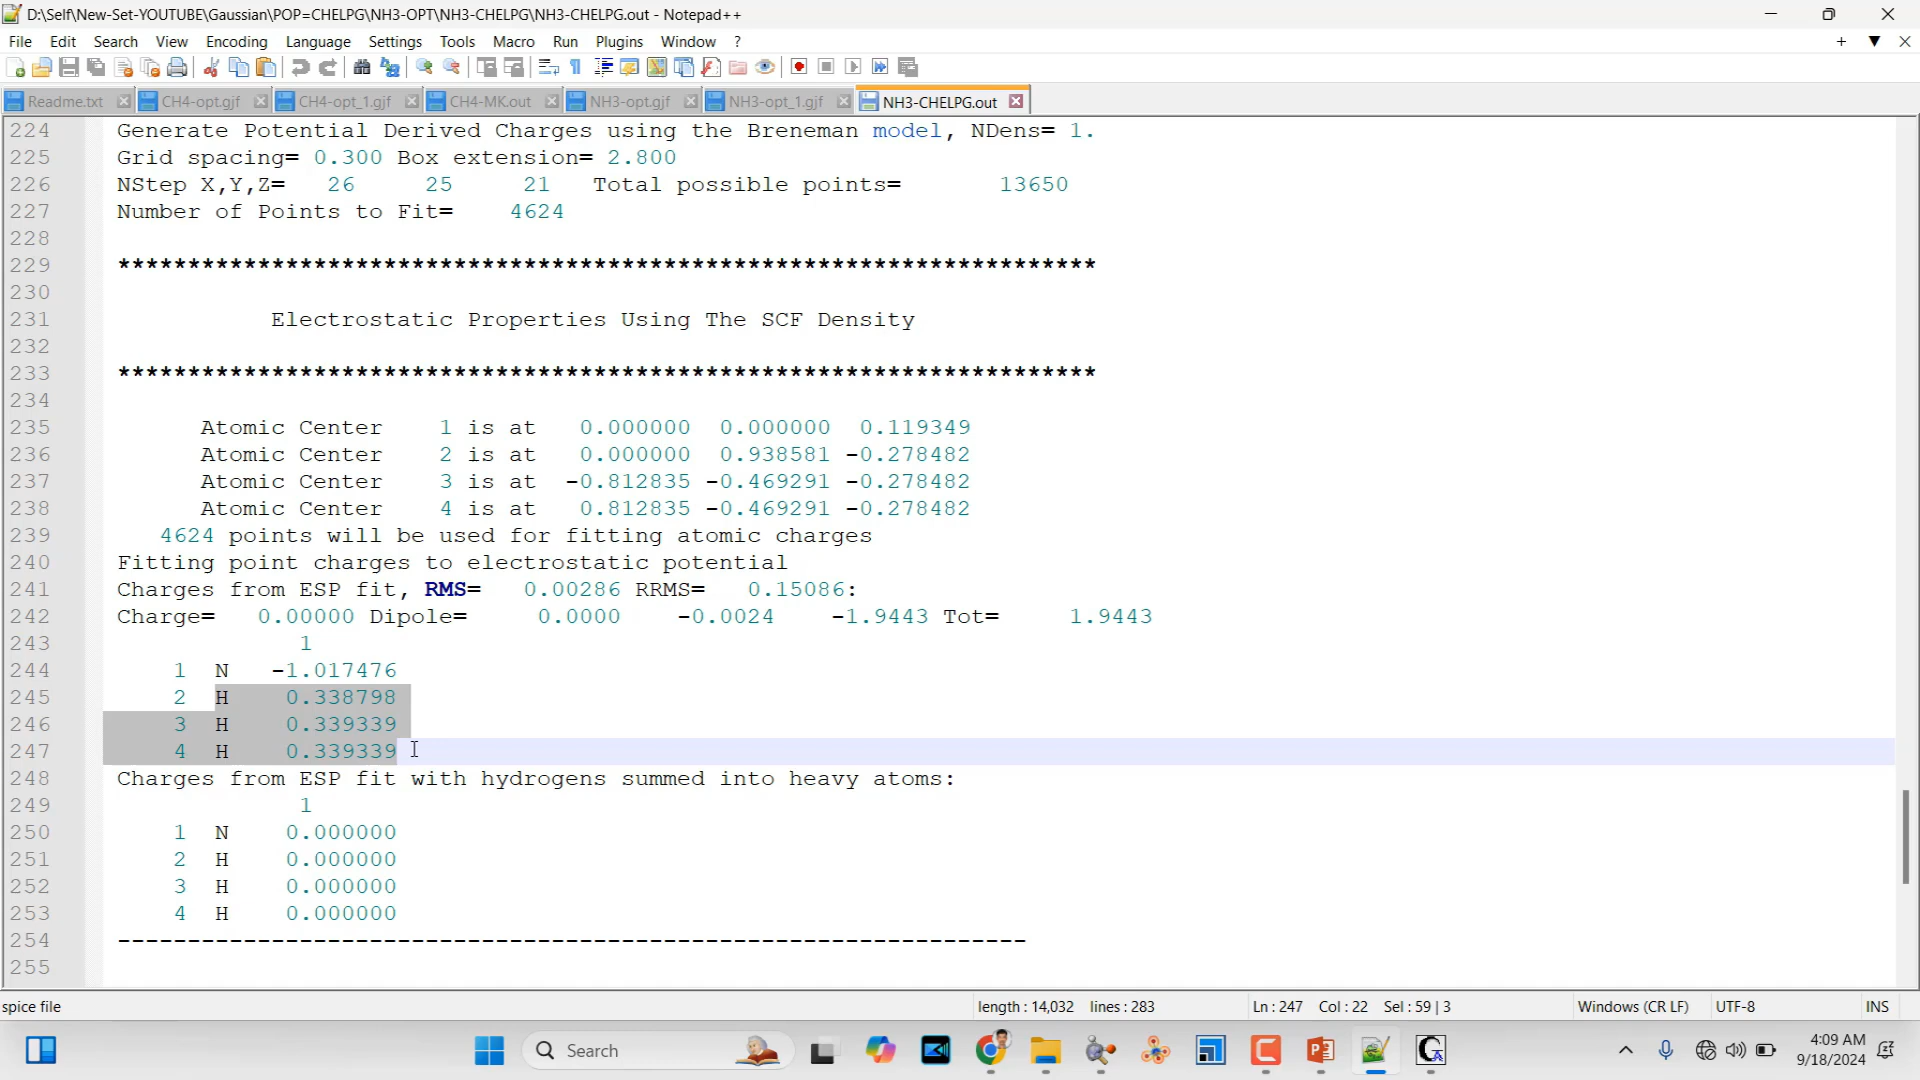 D:\Self\New-Set-YOUTUBE\Gaussian\POP=CHELPG\NH3-OPT\NH3-CHELPG\NH3-CHELPG.out - Notepad++
File Edit Search View Encoding Language Settings Tools Macro Run Plugins Window ?
Readme.txt CH4-opt.gjf CH4-opt_1.gjf CH4-MK.out NH3-opt.gjf NH3-opt_1.gjf NH3-CHELPG.out
224 Generate Potential Derived Charges using the Breneman model, NDens= 1.
225 Grid spacing= 0.300 Box extension= 2.800
226 NStep X,Y,Z= 26 25 21 Total possible points= 13650
227 Number of Points to Fit= 4624
228
229 **********************************************************************
230
231 Electrostatic Properties Using The SCF Density
232
233 **********************************************************************
234
235 Atomic Center 1 is at 0.000000 0.000000 0.119349
236 Atomic Center 2 is at 0.000000 0.938581 -0.278482
237 Atomic Center 3 is at -0.812835 -0.469291 -0.278482
238 Atomic Center 4 is at 0.812835 -0.469291 -0.278482
239 4624 points will be used for fitting atomic charges
240 Fitting point charges to electrostatic potential
241 Charges from ESP fit, RMS= 0.00286 RRMS= 0.15086:
242 Charge= 0.00000 Dipole= 0.0000 -0.0024 -1.9443 Tot= 1.9443
243 1
244 1 N -1.017476
245 2 H 0.338798
246 3 H 0.339339
247 4 H 0.339339
248 Charges from ESP fit with hydrogens summed into heavy atoms:
249 1
250 1 N 0.000000
251 2 H 0.000000
252 3 H 0.000000
253 4 H 0.000000
254 -----------------------------------------------------------------
255
spice file length : 14,032 lines : 283 Ln : 247 Col : 22 Sel : 59 | 3 Windows (CR LF) UTF-8 INS
Search
4:09 AM
9/18/2024